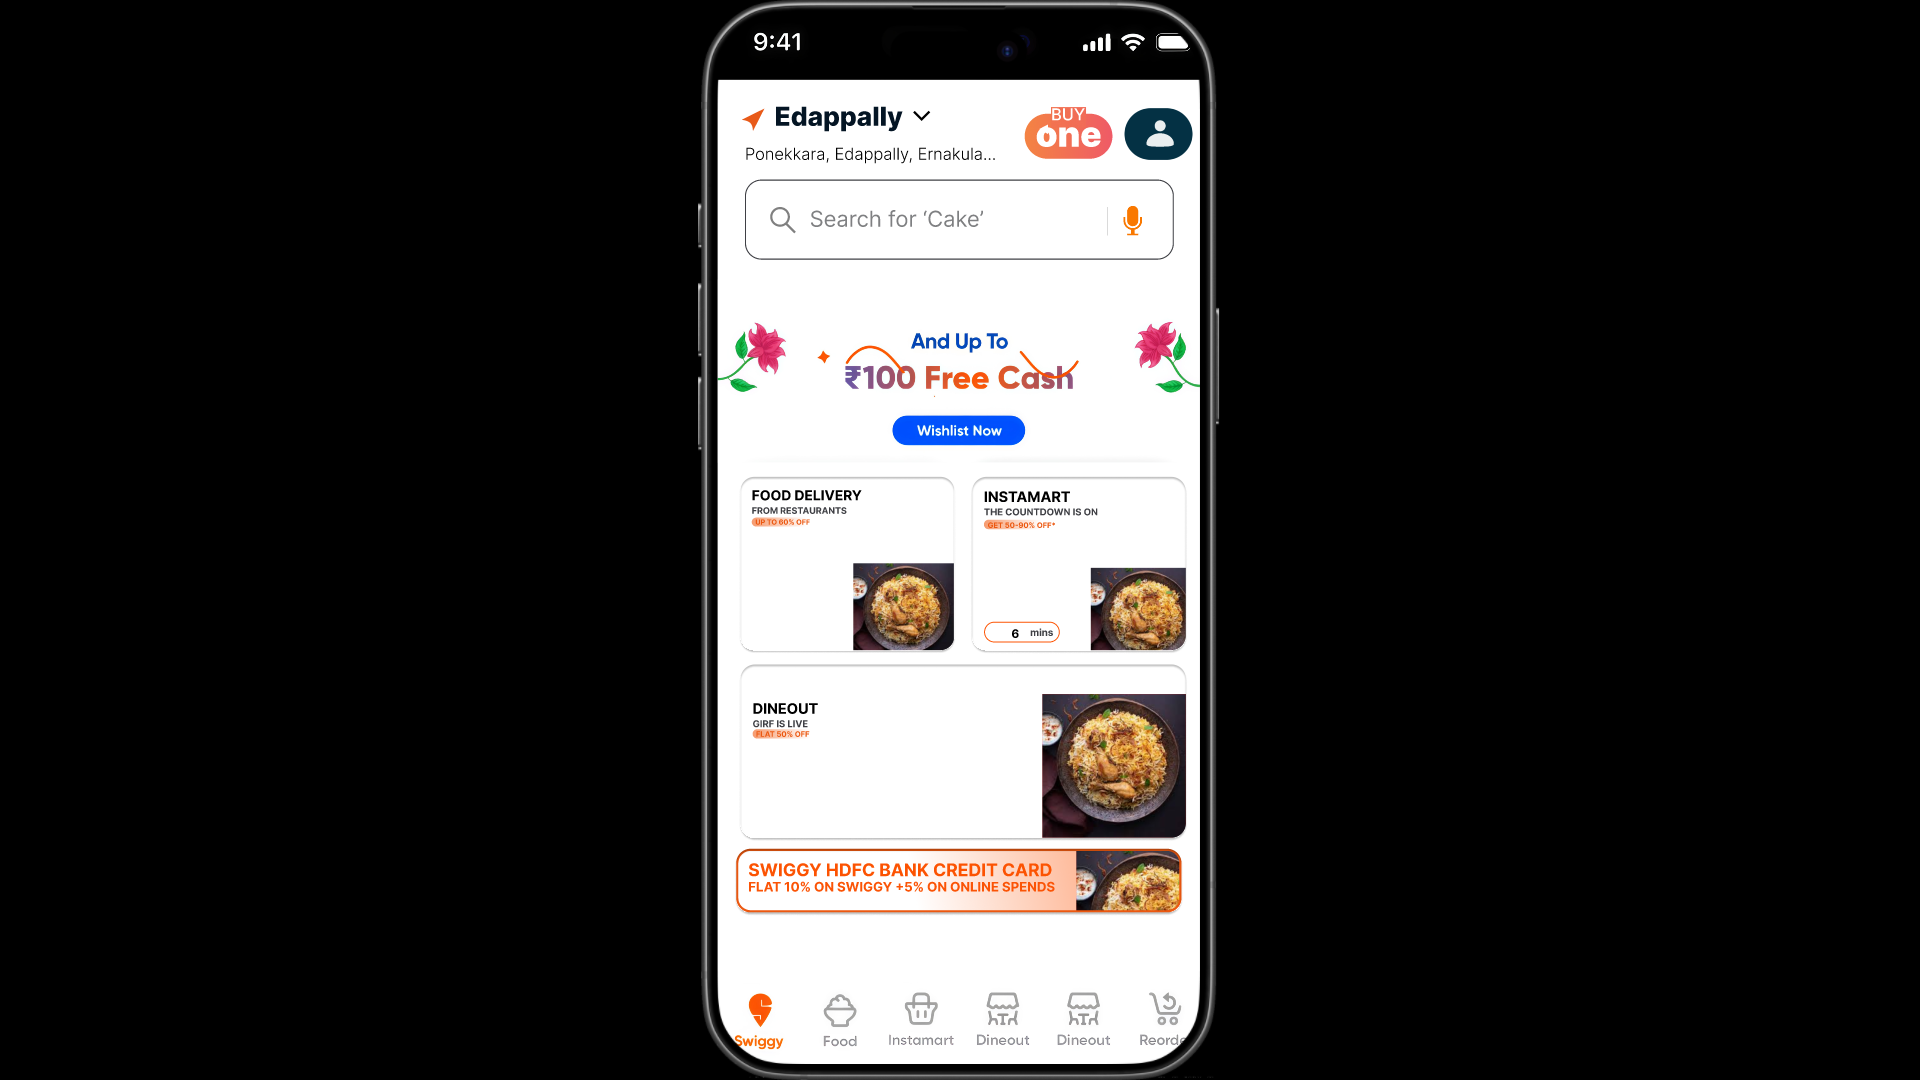 9:41
Edappally
Ponekkara, Edappally, Ernakula...
BUY
one
Search for ‘Cake’
And Up To
₹100 Free Cash
Wishlist Now
FOOD DELIVERY
FROM RESTAURANTS
UP TO 60% OFF
INSTAMART
THE COUNTDOWN IS ON
GET 50-90% OFF*
6 mins
DINEOUT
GIRF IS LIVE
FLAT 50% OFF
SWIGGY HDFC BANK CREDIT CARD
FLAT 10% ON SWIGGY +5% ON ONLINE SPENDS
Swiggy
Food
Instamart
Dineout
Dineout
Reorde